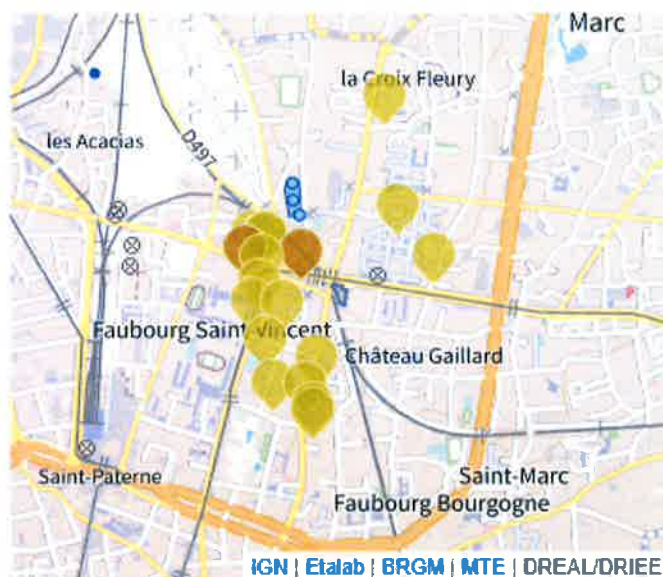 Marc
la Croix Fleury
les Acacias
D497
Faubourg Saint-Vincent
Château Gaillard
Saint-Paterne
Saint-Marc
Faubourg Bourgogne
IGN | Etalab | BRGM | MTE | DREAL/DRIEE